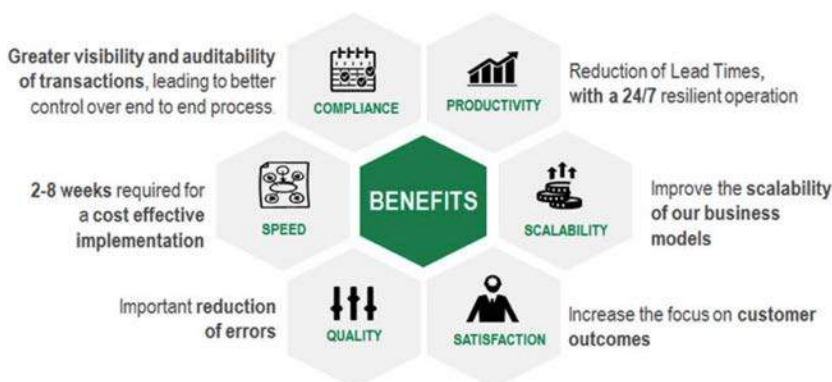 Greater visibility and auditability
of transactions, leading to better
control over end to end process.
COMPLIANCE
PRODUCTIVITY
Reduction of Lead Times,
with a 24/7 resilient operation
2-8 weeks required for
a cost effective
implementation
SPEED
BENEFITS
SCALABILITY
Improve the scalability
of our business
models
Important reduction
of errors
QUALITY
SATISFACTION
Increase the focus on customer
outcomes